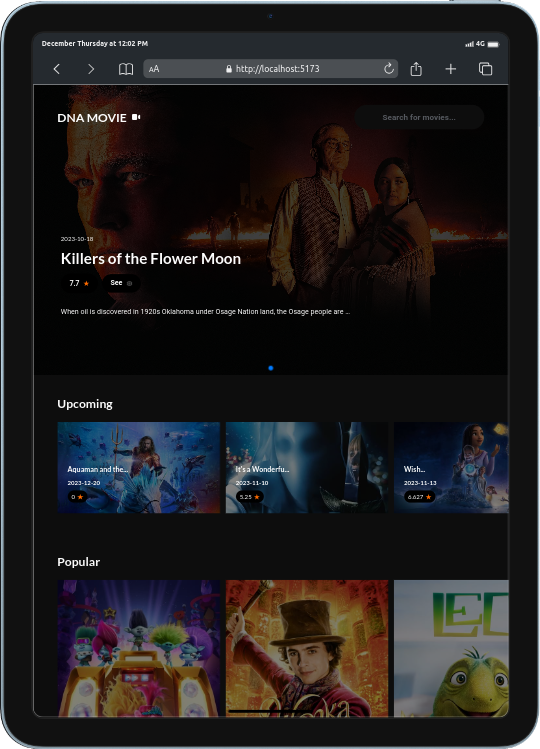 December Thursday at 12:02 PM
4G
AA
http://localhost:5173
DNA MOVIE
Search for movies...
2023-10-18
Killers of the Flower Moon
7.7
See
When oil is discovered in 1920s Oklahoma under Osage Nation land, the Osage people are ...
Upcoming
Aquaman and the...
It's a Wonderfu...
Wish...
2023-12-20
2023-11-10
2023-11-13
0
5.25
6.627
Popular
LEO